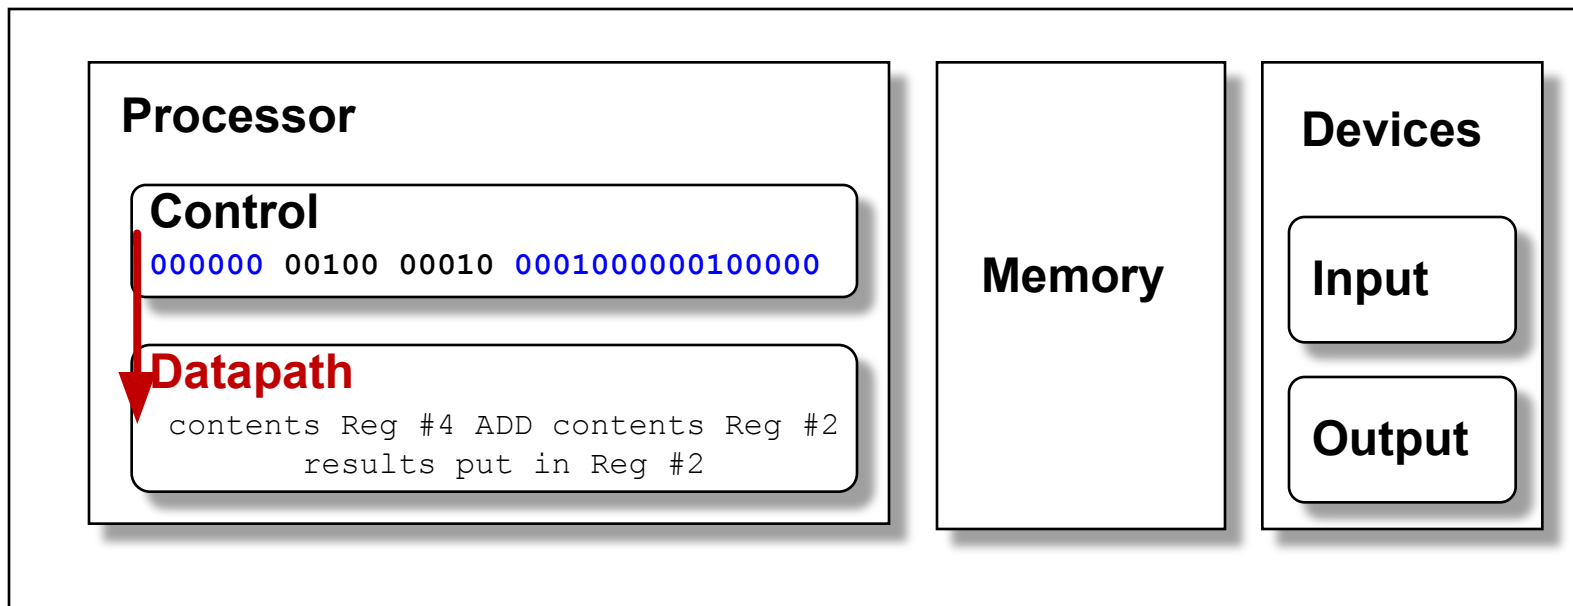 Processor
Control
000000 00100 00010 0001000000100000
Datapath
contents Reg #4 ADD contents Reg #2
results put in Reg #2
Memory
Devices
Input
Output